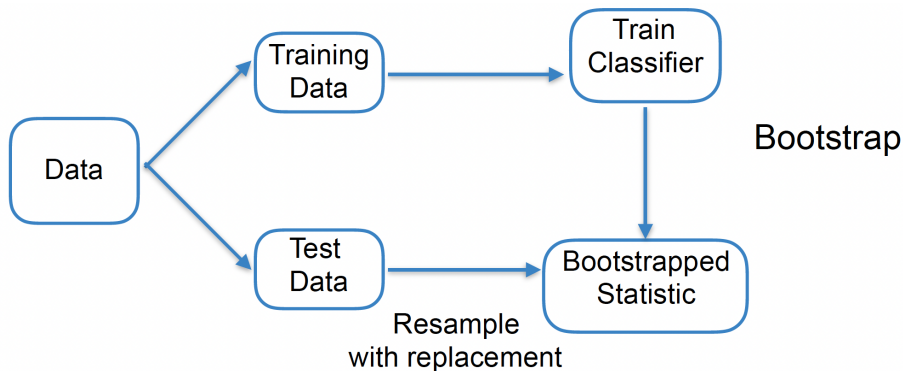 Data
Training
Data
Train
Classifier
Bootstrap
Test
Data
Resample
with replacement
Bootstrapped
Statistic